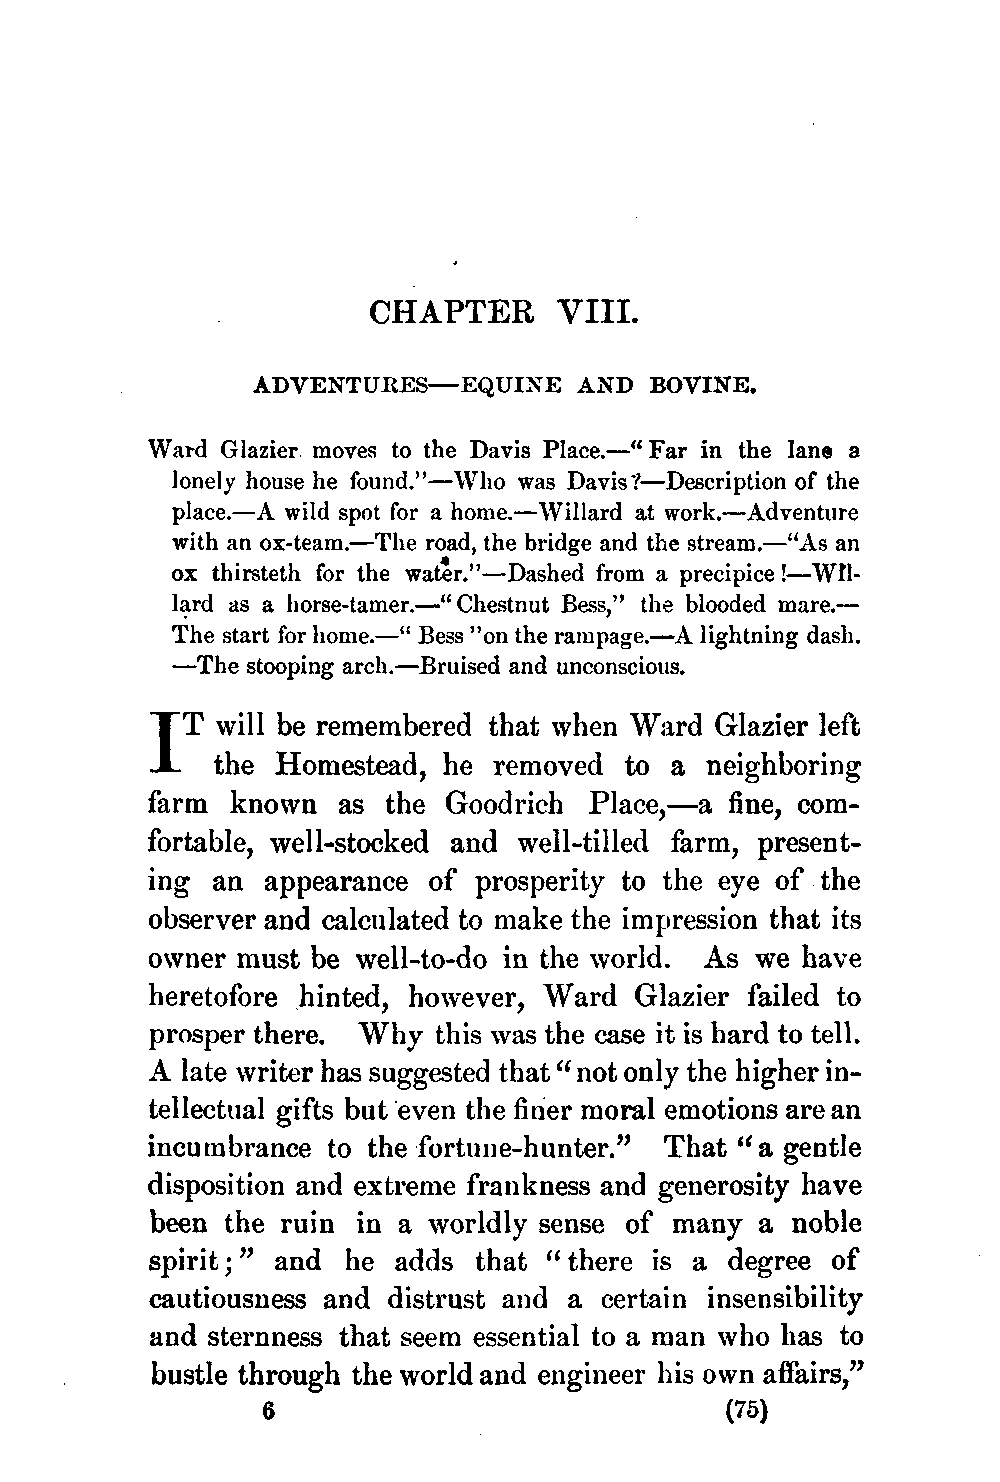 CHAPTER VIII.
ADVENTURES—EQUINE AND BOVINE.
Ward Glazier moves to the Davis Place.—“Far in the lane a
lonely house he found.”—Who was Davis?—Description of the
place.—A wild spot for a home.—Willard at work.—Adventure
with an ox-team.—The road, the bridge and the stream.—“As an
ox thirsteth for the water.”—Dashed from a precipice!—Wil-
lard as a horse-tamer.—“Chestnut Bess,” the blooded mare.—
The start for home.—“Bess” on the rampage.—A lightning dash.
—The stooping arch.—Bruised and unconscious.
IT will be remembered that when Ward Glazier left
the Homestead, he removed to a neighboring
farm known as the Goodrich Place,—a fine, com-
fortable, well-stocked and well-tilled farm, present-
ing an appearance of prosperity to the eye of the
observer and calculated to make the impression that its
owner must be well-to-do in the world. As we have
heretofore hinted, however, Ward Glazier failed to
prosper there. Why this was the case it is hard to tell.
A late writer has suggested that “not only the higher in-
tellectual gifts but even the finer moral emotions are an
incumbrance to the fortune-hunter.” That “a gentle
disposition and extreme frankness and generosity have
been the ruin in a worldly sense of many a noble
spirit;” and he adds that “there is a degree of
cautiousness and distrust and a certain insensibility
and sternness that seem essential to a man who has to
bustle through the world and engineer his own affairs,”
6 (75)